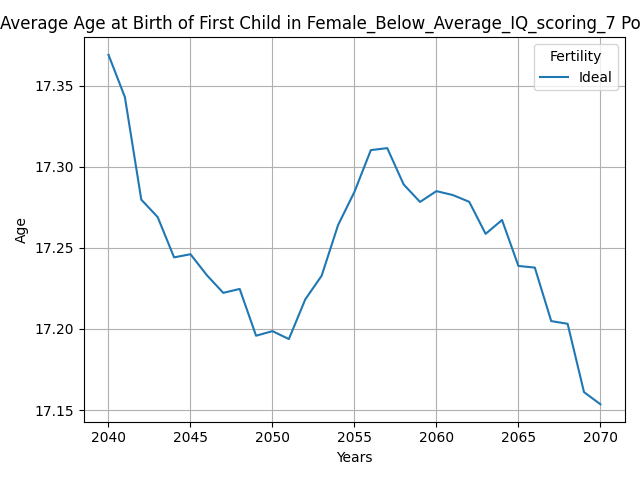 Average Age at Birth of First Child in Female_Below_Average_IQ_scoring_7 Po
Fertility
Ideal
17.35
17.30
17.25
17.20
17.15
Age
2040 2045 2050 2055 2060 2065 2070
Years